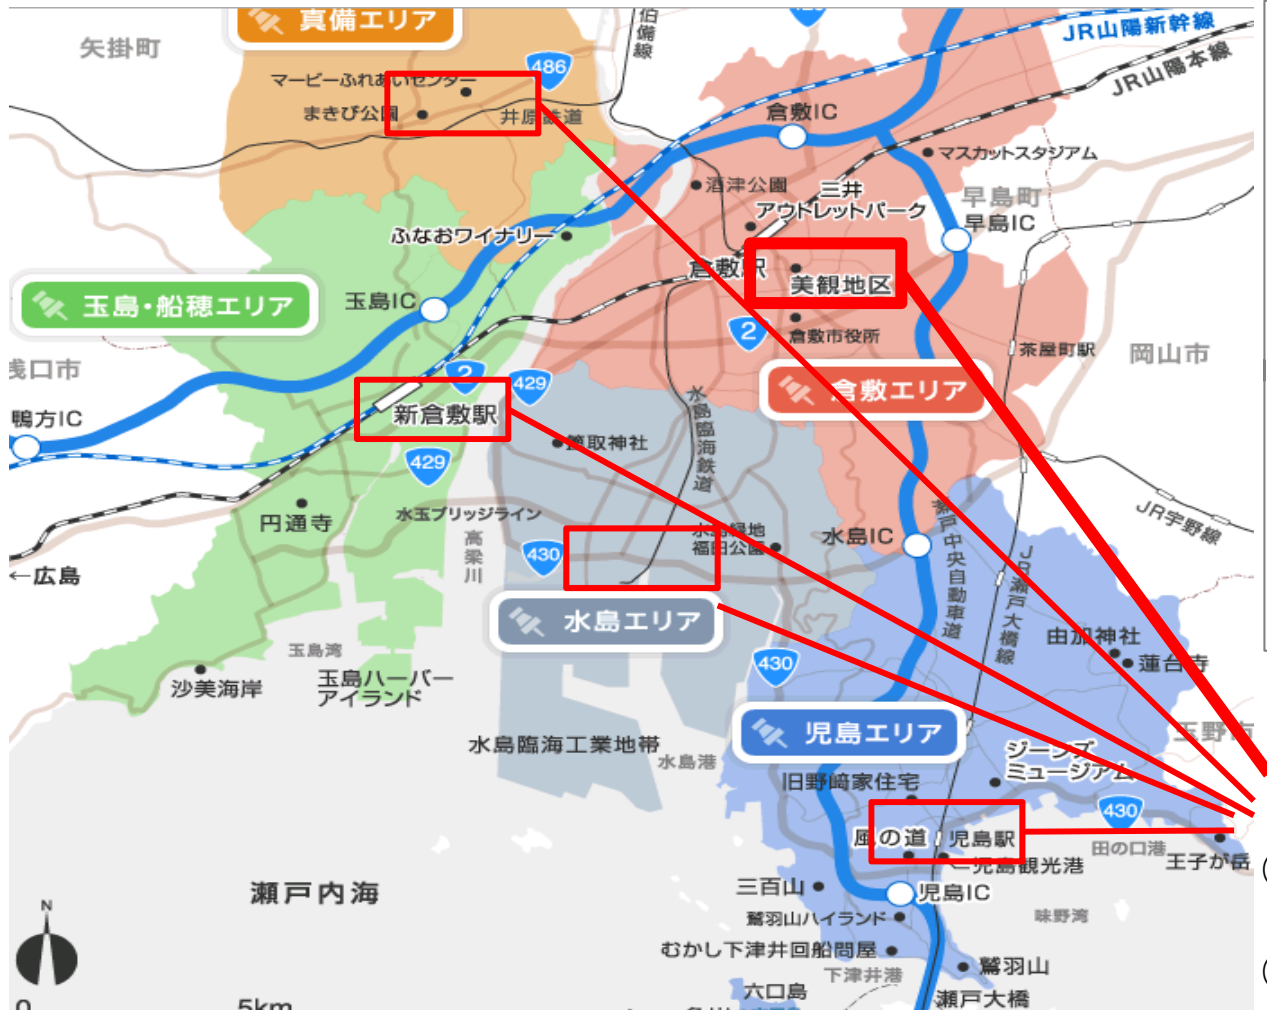 真備エリア
伯備線
JR山陽新幹線
矢掛町
486
JR山陽本線
マービーふれあいセンター
まきび公園
井原鉄道
倉敷IC
マスカットスタジアム
酒津公園
三井
アウトレットパーク
早島町
早島IC
ふなおワイナリー
倉敷駅
美観地区
玉島・船穂エリア
玉島IC
2
倉敷市役所
茶屋町駅
岡山市
浅口市
2
429
倉敷エリア
鴨方IC
新倉敷駅
水島臨海鉄道
箆取神社
429
円通寺
水玉ブリッジライン
高梁川
430
水島緑地
福田公園
水島IC
瀬戸中央自動車道
JR宇野線
JR瀬戸大橋線
←広島
水島エリア
由加神社
蓮台寺
玉島湾
430
沙美海岸
玉島ハーバー
アイランド
児島エリア
玉野市
水島臨海工業地帯
水島港
ジーンズ
ミュージアム
旧野﨑家住宅
430
風の道
児島駅
田の口港
王子が岳
児島観光港
瀬戸内海
三百山
児島IC
N
鷲羽山ハイランド
味野湾
むかし下津井回船問屋
下津井港
鷲羽山
六口島
瀬戸大橋
0
5km